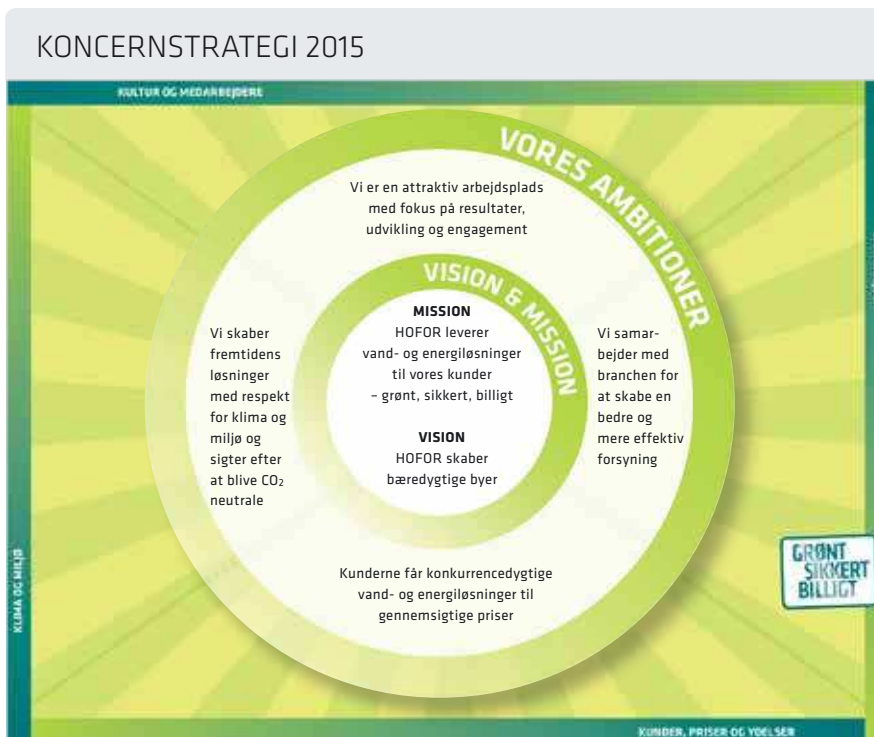 KONCERNSTRATEGI 2015
KULTUR OG MEDARBEJDERE
VORES AMBITIONER
Vi er en attraktiv arbejdsplads
med fokus på resultater,
udvikling og engagement
VISION & MISSION
MISSION
HOFOR leverer
vand- og energiløsninger
til vores kunder
– grønt, sikkert, billigt
VISION
HOFOR skaber
bæredygtige byer
Vi skaber
fremtidens
løsninger
med respekt
for klima og
miljø og
sigter efter
at blive CO₂
neutrale
Vi samar-
bejder med
branchen for
at skabe en
bedre og
mere effektiv
forsyning
Kunderne får konkurrencedygtige
vand- og energiløsninger til
gennemsigtige priser
KLIMA OG MILJØ
GRØNT
SIKKERT
BILLIGT
KUNDER, PRISER OG YDELSER